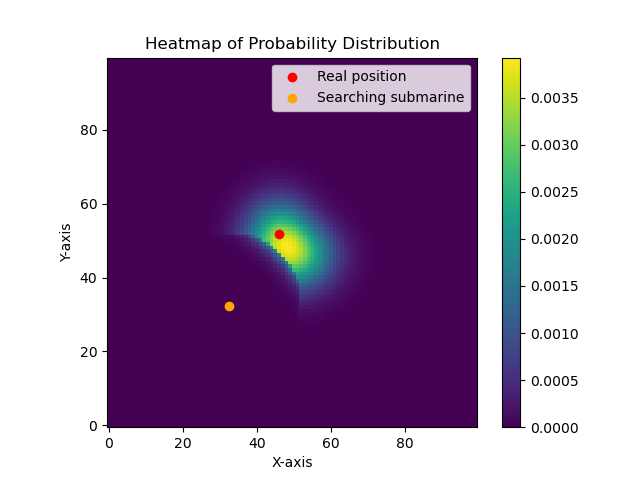 Heatmap of Probability Distribution
Real position
Searching submarine
Y-axis
80
60
40
20
0
0 20 40 60 80
X-axis
0.0035
0.0030
0.0025
0.0020
0.0015
0.0010
0.0005
0.0000